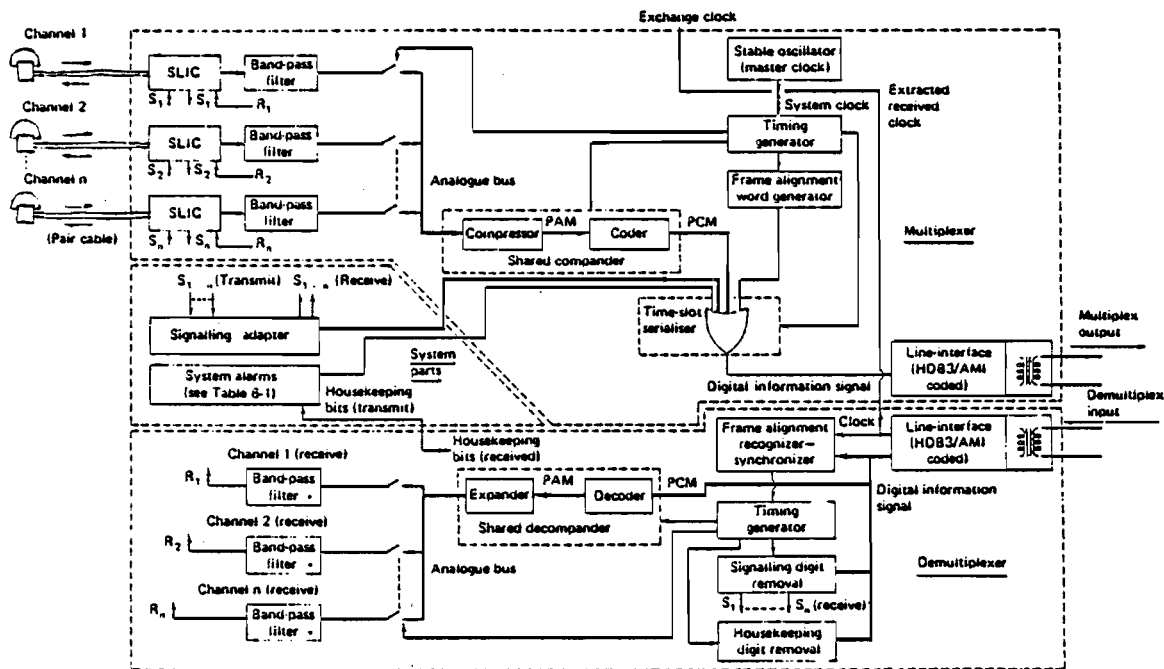 Exchange clock
Channel 1
SLIC
Band-pass
filter
S1
S1
R1
Stable oscillator
(master clock)
Extracted
received
clock
System clock
Channel 2
SLIC
Band-pass
filter
S2
S2
R2
Timing
generator
Analogue bus
Frame alignment
word generator
Channel n
SLIC
Band-pass
filter
(Pair cable)
Sn
Sn
Rn
Compressor
PAM
Coder
PCM
Shared compander
Multiplexer
S1 n (Transmit)
S1 n (Receive)
Signalling adapter
Time-slot
serialiser
Multiplex
output
System
parts
System alarms
(see Table 6-1)
Housekeeping
bits (transmit)
Digital information signal
Line-interface
(HDB3/AMI
coded)
Demultiplex
input
Housekeeping
bits (received)
Frame alignment
recognizer–
synchronizer
Clock
Line-interface
(HDB3/AMI
coded)
Channel 1 (receive)
R1
Band-pass
filter
Expander
PAM
Decoder
PCM
Shared decompander
Digital information
signal
Timing
generator
Channel 2 (receive)
R2
Band-pass
filter
Analogue bus
Signalling digit
removal
Demultiplexer
S1
Sn (receive)
Channel n (receive)
Rn
Band-pass
filter
Housekeeping
digit removal